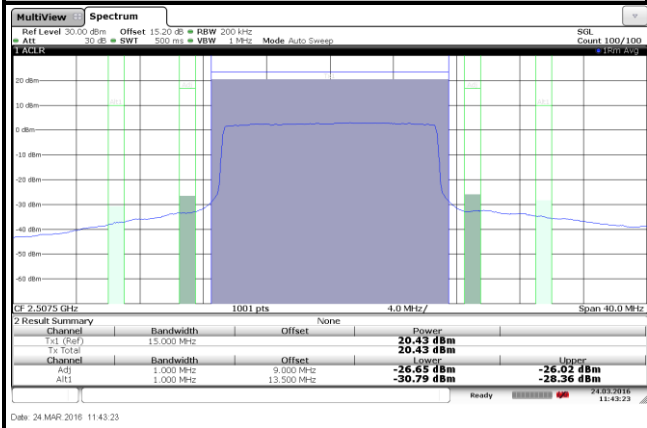 MultiView Spectrum
Ref Level 30.00 dBm Offset 15.20 dB RBW 200 kHz SGL
Att 30 dB SWT 500 ms VBW 1 MHz Mode Auto Sweep Count 100/100
1 ACLR 1Rm Avg
20 dBm
10 dBm
0 dBm
-10 dBm
-20 dBm
-30 dBm
-40 dBm
-50 dBm
-60 dBm
CF 2.5075 GHz 1001 pts 4.0 MHz/ Span 40.0 MHz
2 Result Summary None
Channel Bandwidth Offset Power
Tx1 (Ref) 15.000 MHz 20.43 dBm
Tx Total 20.43 dBm
Channel Bandwidth Offset Lower Upper
Adj 1.000 MHz 9.000 MHz -26.65 dBm -26.02 dBm
Alt1 1.000 MHz 13.500 MHz -30.79 dBm -28.36 dBm
Ready 24.03.2016
11:43:23
Date: 24.MAR.2016 11:43:23